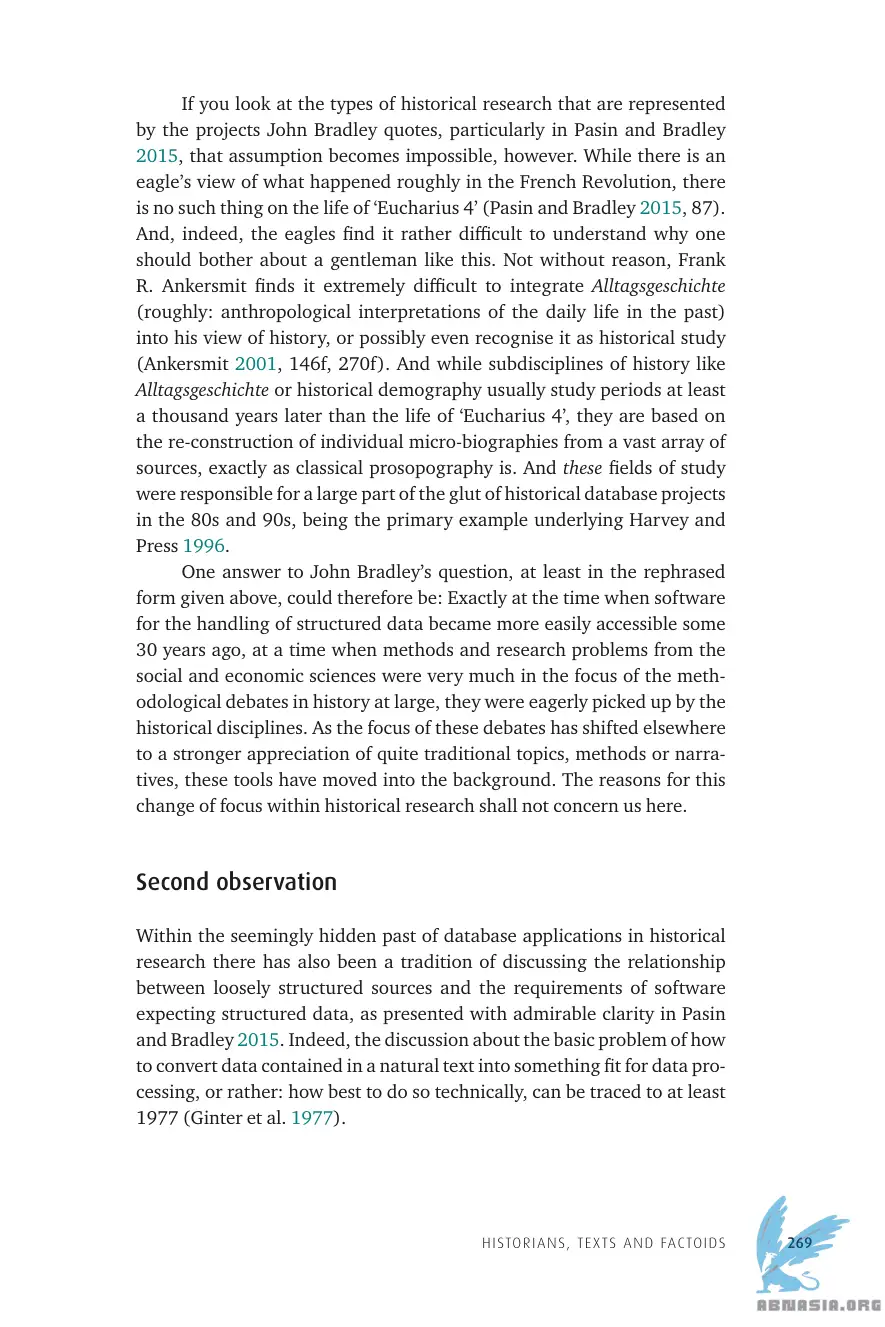 If you look at the types of historical research that are represented
by the projects John Bradley quotes, particularly in Pasin and Bradley
2015, that assumption becomes impossible, however. While there is an
eagle’s view of what happened roughly in the French Revolution, there
is no such thing on the life of ‘Eucharius 4’ (Pasin and Bradley 2015, 87).
And, indeed, the eagles find it rather difficult to understand why one
should bother about a gentleman like this. Not without reason, Frank
R. Ankersmit finds it extremely difficult to integrate Alltagsgeschichte
(roughly: anthropological interpretations of the daily life in the past)
into his view of history, or possibly even recognise it as historical study
(Ankersmit 2001, 146f, 270f). And while subdisciplines of history like
Alltagsgeschichte or historical demography usually study periods at least
a thousand years later than the life of ‘Eucharius 4’, they are based on
the re-construction of individual micro-biographies from a vast array of
sources, exactly as classical prosopography is. And these fields of study
were responsible for a large part of the glut of historical database projects
in the 80s and 90s, being the primary example underlying Harvey and
Press 1996.
One answer to John Bradley’s question, at least in the rephrased
form given above, could therefore be: Exactly at the time when software
for the handling of structured data became more easily accessible some
30 years ago, at a time when methods and research problems from the
social and economic sciences were very much in the focus of the meth-
odological debates in history at large, they were eagerly picked up by the
historical disciplines. As the focus of these debates has shifted elsewhere
to a stronger appreciation of quite traditional topics, methods or narra-
tives, these tools have moved into the background. The reasons for this
change of focus within historical research shall not concern us here.
Second observation
Within the seemingly hidden past of database applications in historical
research there has also been a tradition of discussing the relationship
between loosely structured sources and the requirements of software
expecting structured data, as presented with admirable clarity in Pasin
and Bradley 2015. Indeed, the discussion about the basic problem of how
to convert data contained in a natural text into something fit for data pro-
cessing, or rather: how best to do so technically, can be traced to at least
1977 (Ginter et al. 1977).
HISTORIANS, TEXTS AND FACTOIDS 269
ABNASIA.ORG